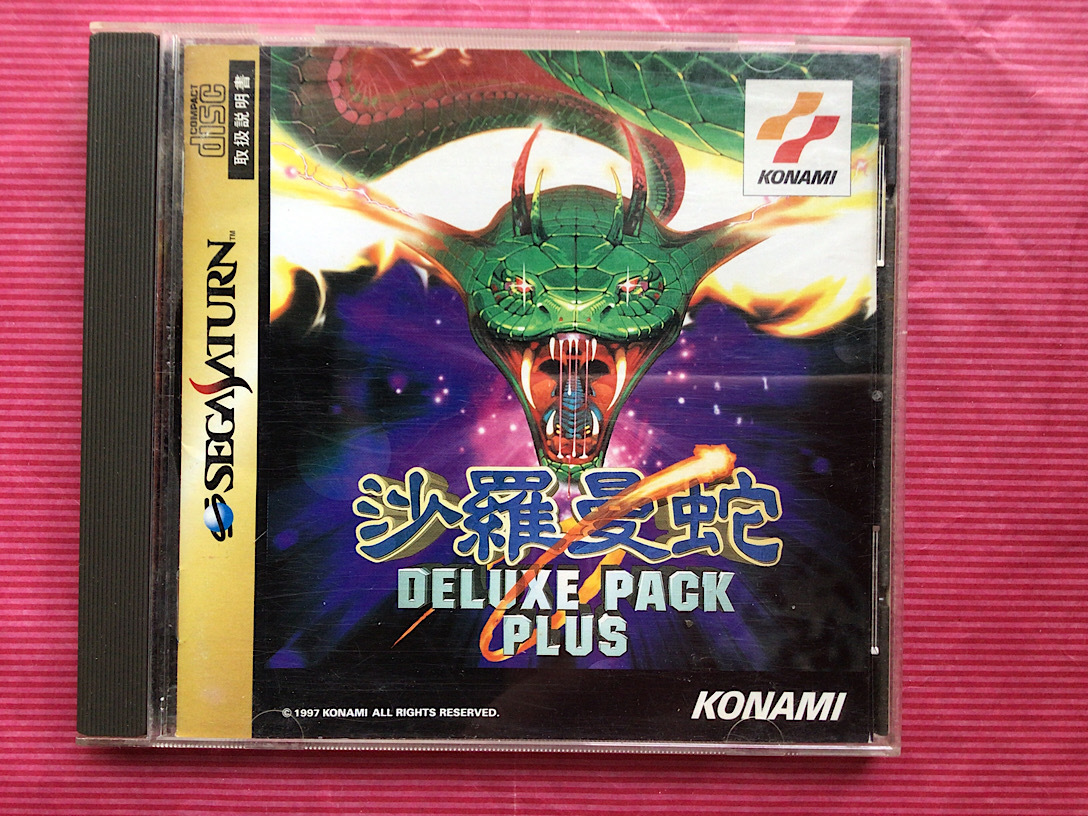 COMPACT
disc
取扱説明書
SEGA SATURN™
KONAMI
沙羅曼蛇
DELUXE PACK
PLUS
© 1997 KONAMI ALL RIGHTS RESERVED.
KONAMI